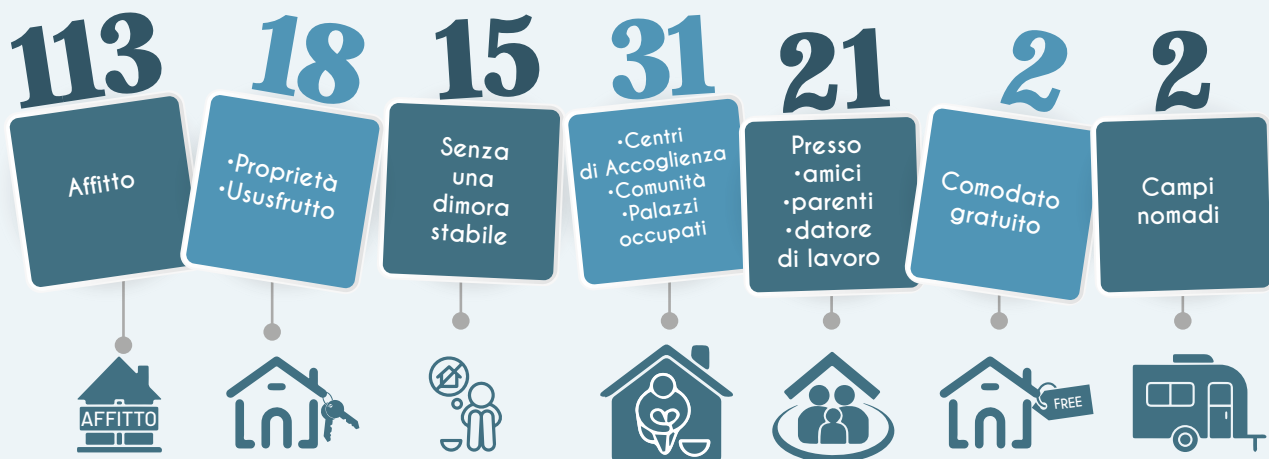 113
Affitto
AFFITTO
18
•Proprietà
•Ususfrutto
15
Senza
una
dimora
stabile
31
•Centri
di Accoglienza
•Comunità
•Palazzi
occupati
21
Presso
•amici
•parenti
•datore
di lavoro
2
Comodato
gratuito
FREE
2
Campi
nomadi